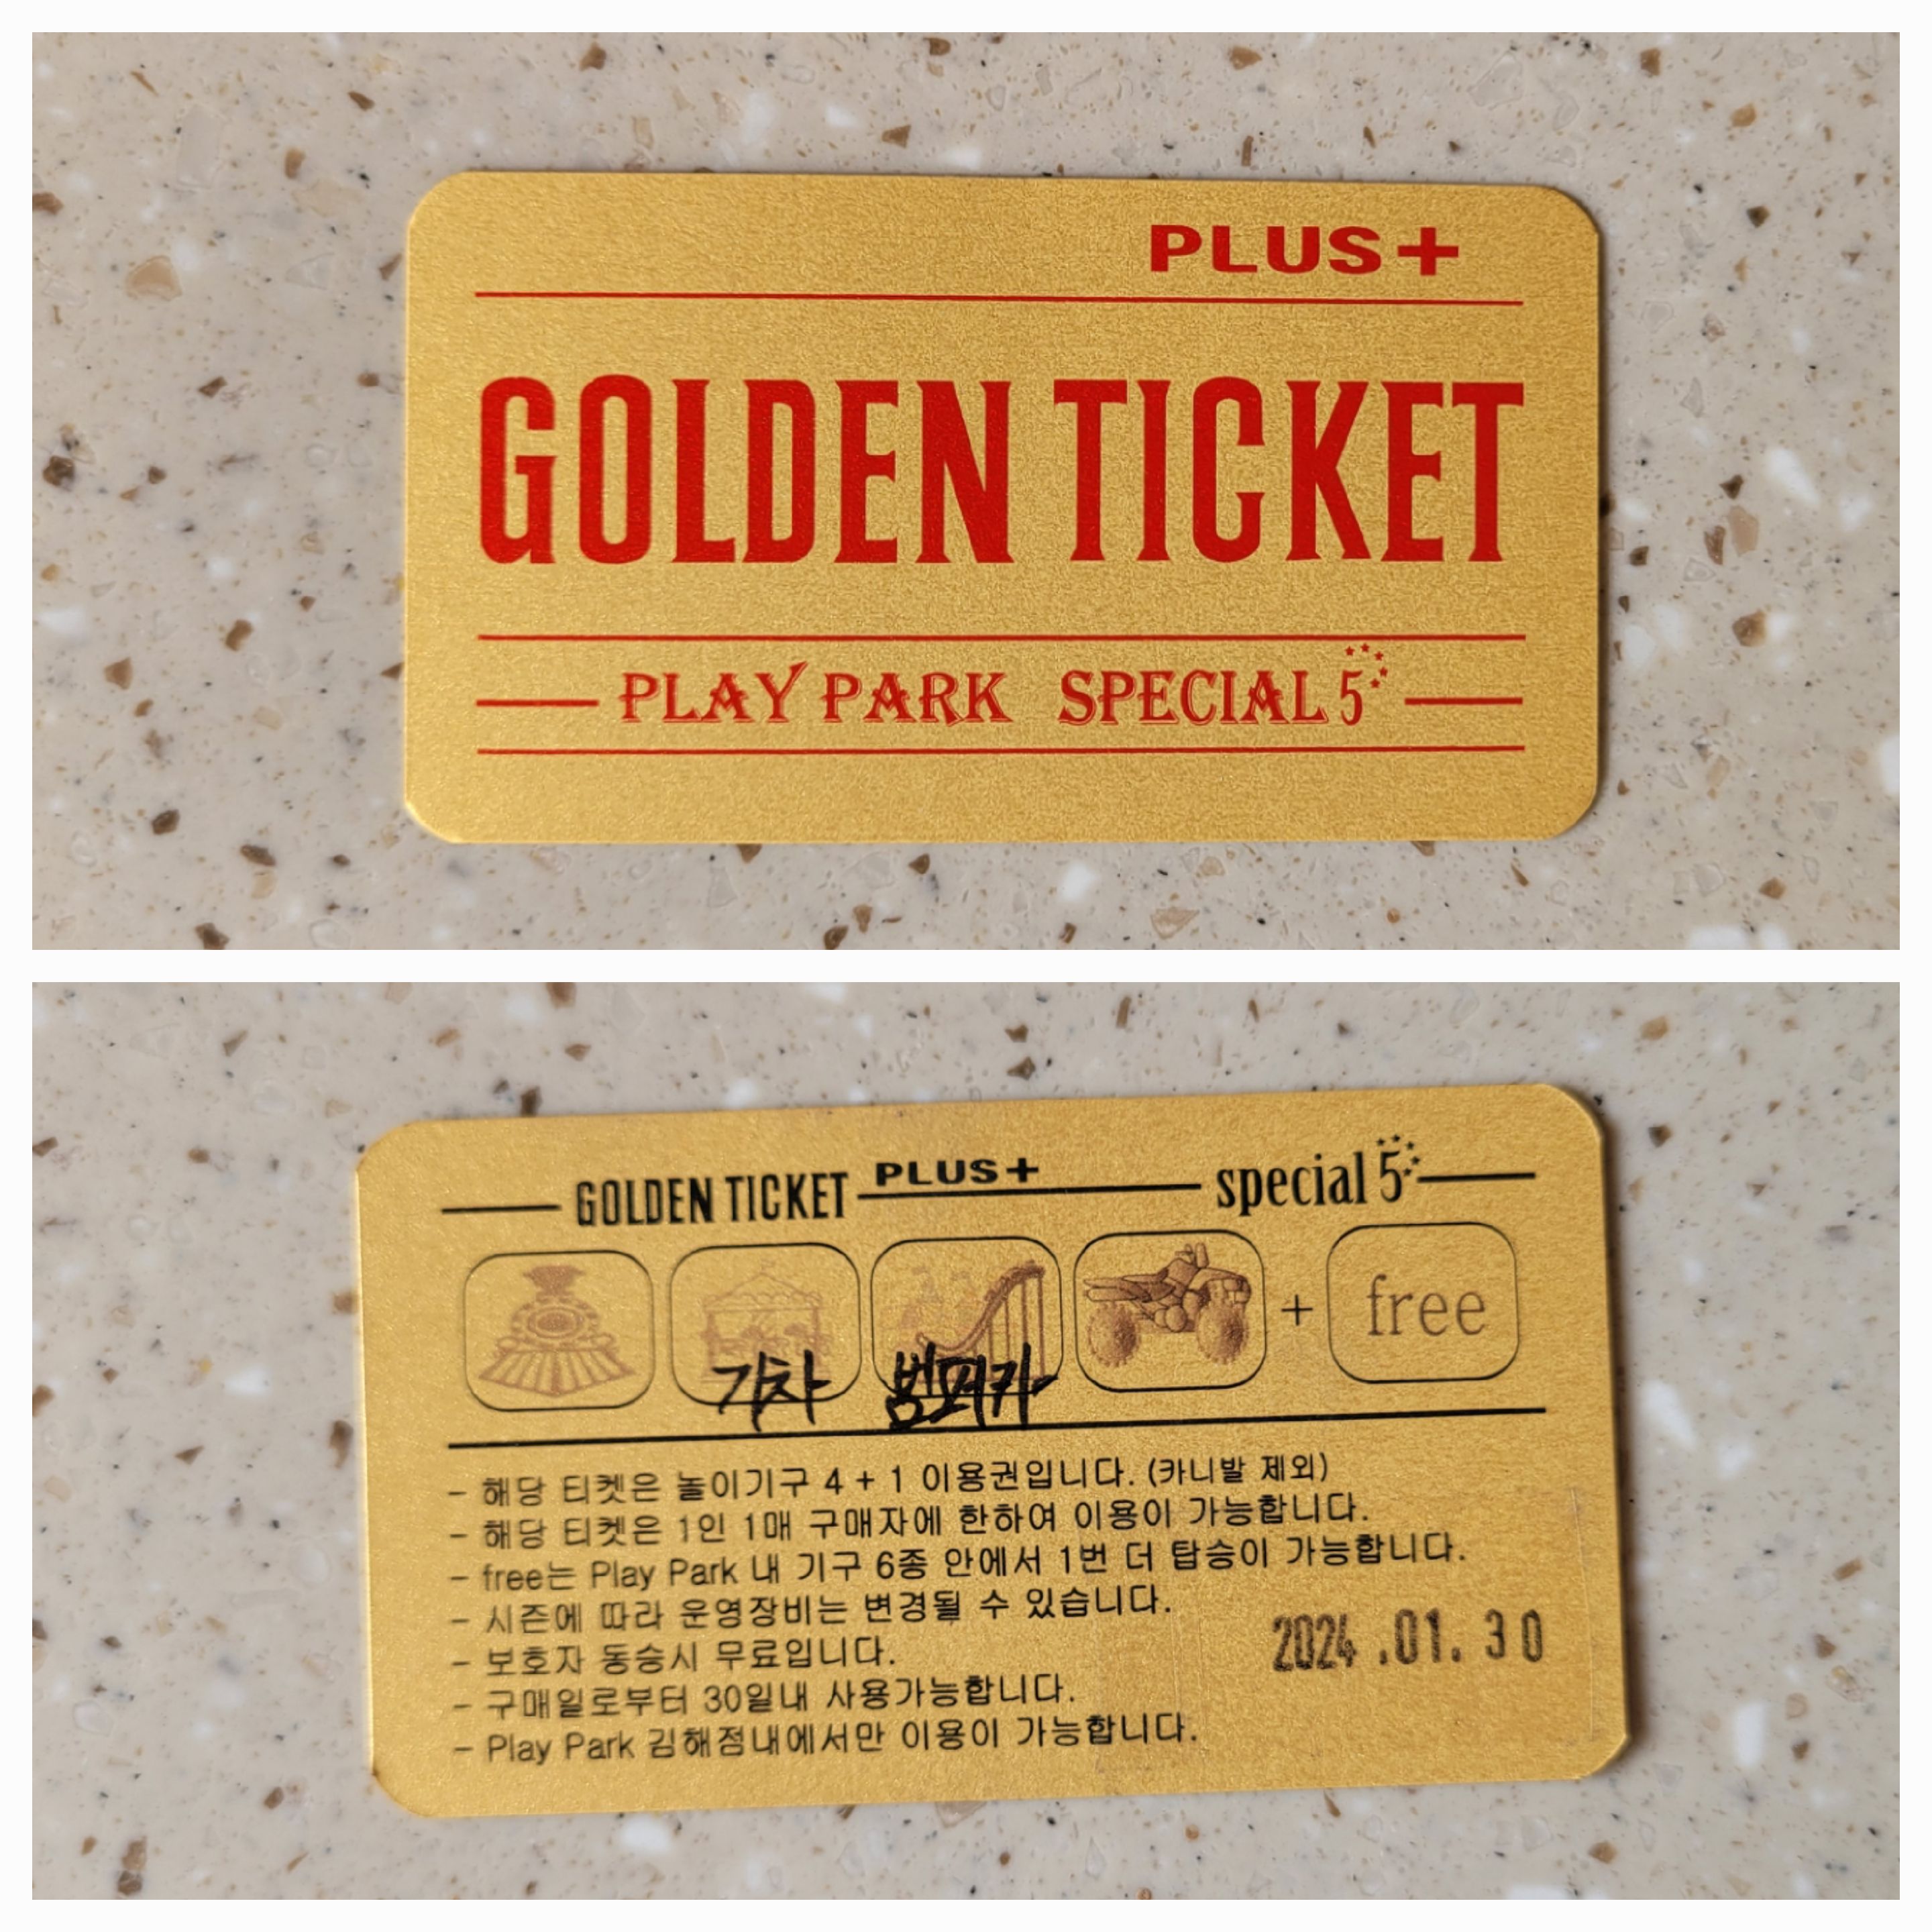 PLUS+
GOLDEN TICKET
PLAY PARK SPECIAL 5
GOLDEN TICKET PLUS+ special 5
+ free
기차 범퍼카
- 해당 티켓은 놀이기구 4 + 1 이용권입니다. (카니발 제외)
- 해당 티켓은 1인 1매 구매자에 한하여 이용이 가능합니다.
- free는 Play Park 내 기구 6종 안에서 1번 더 탑승이 가능합니다.
- 시즌에 따라 운영장비는 변경될 수 있습니다.
- 보호자 동승시 무료입니다.
2024.01.30
- 구매일로부터 30일내 사용가능합니다.
- Play Park 김해점내에서만 이용이 가능합니다.